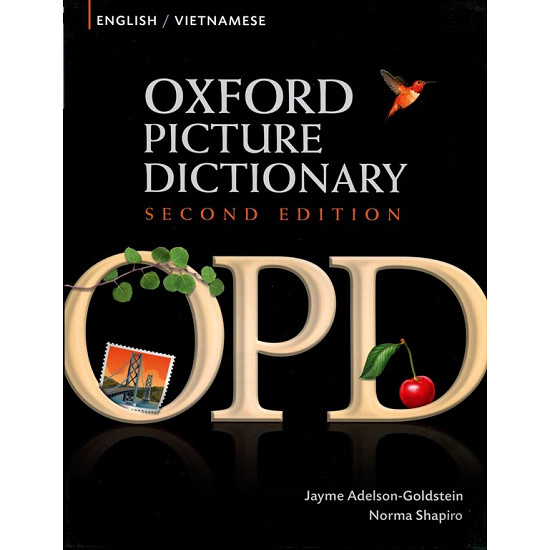 ENGLISH / VIETNAMESE
OXFORD
PICTURE
DICTIONARY
SECOND EDITION
OPD
Jayme Adelson-Goldstein
Norma Shapiro